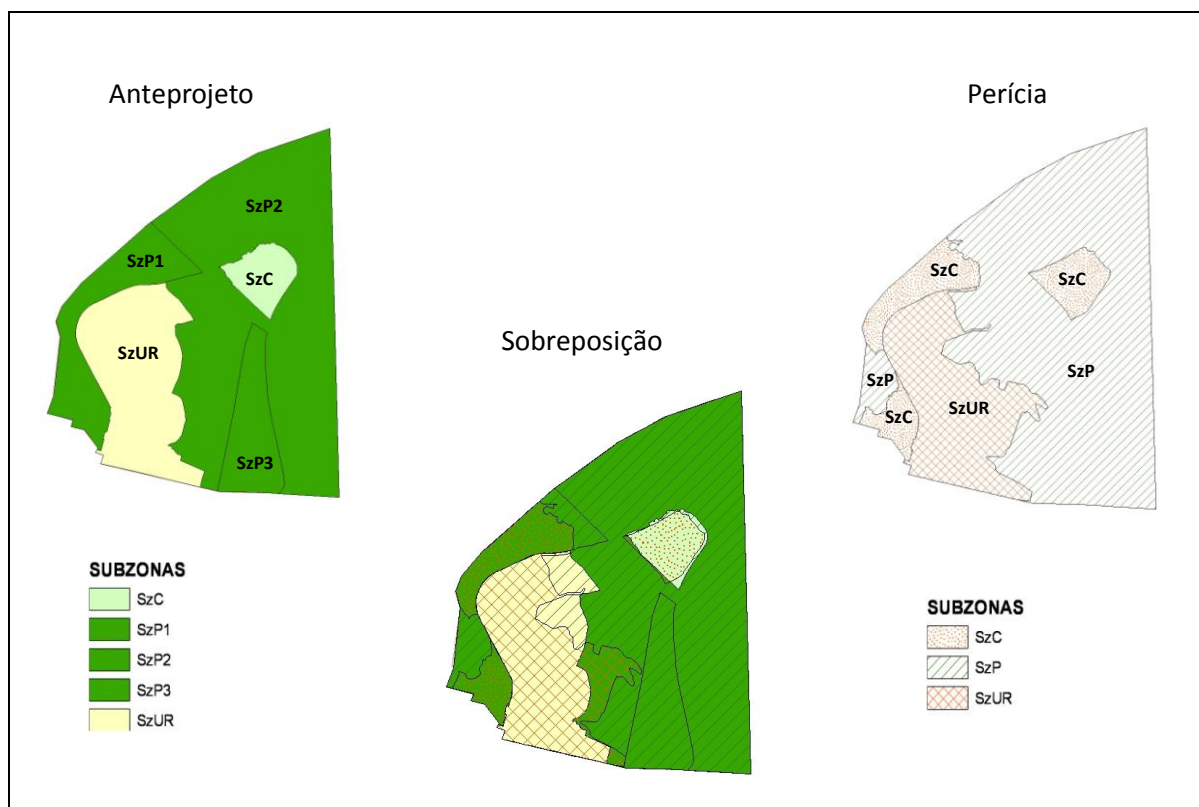 Anteprojeto
SzP2
SzP1
SzC
SzUR
SzP3
SUBZONAS
SzC
SzP1
SzP2
SzP3
SzUR
Sobreposição
Perícia
SzC
SzC
SzP
SzP
SzC
SzUR
SUBZONAS
SzC
SzP
SzUR